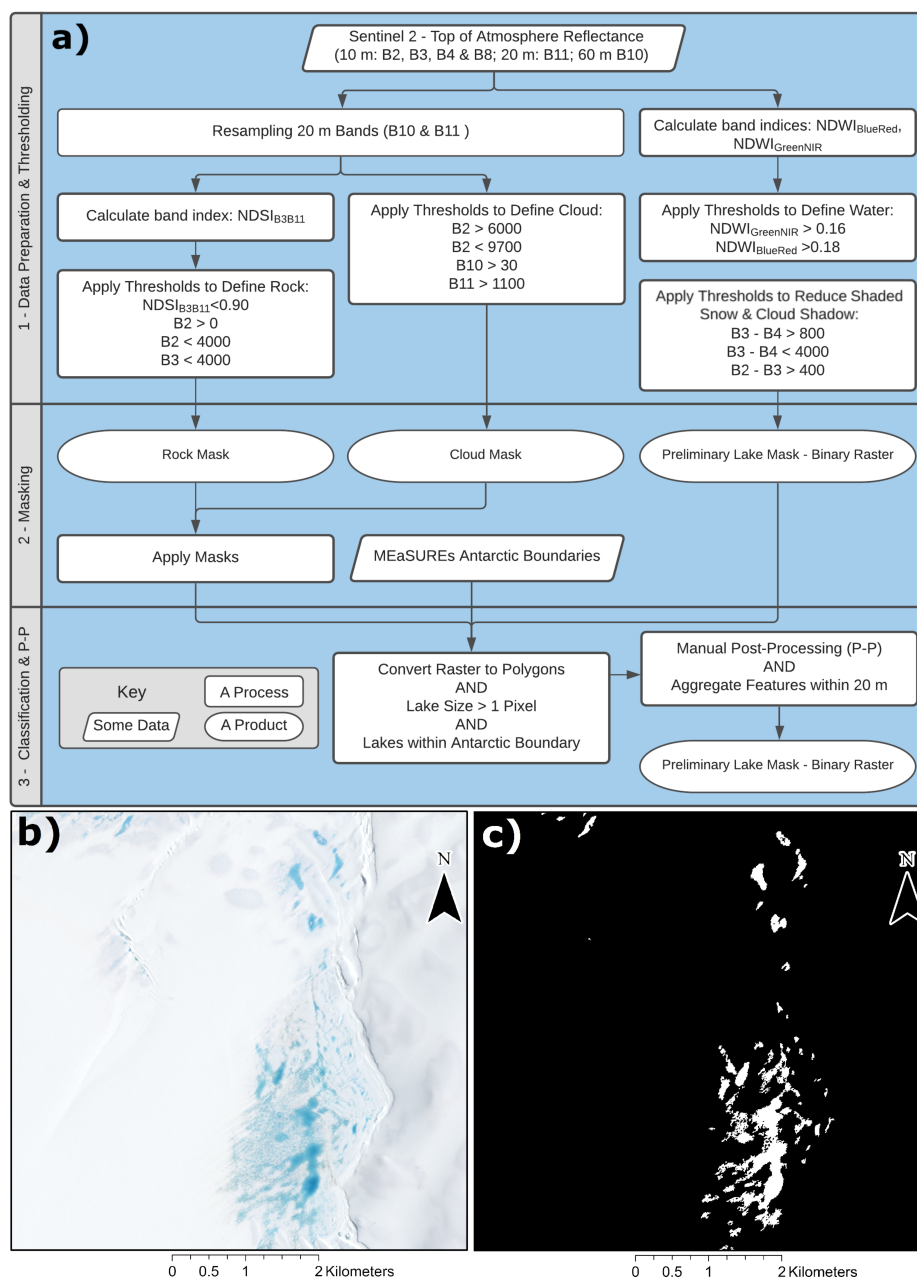 a)
Sentinel 2 - Top of Atmosphere Reflectance
(10 m: B2, B3, B4 & B8; 20 m: B11; 60 m B10)
1 - Data Preparation & Thresholding
Resampling 20 m Bands (B10 & B11 )
Calculate band indices: NDWIBlueRed,
NDWIGreenNIR
Calculate band index: NDSIB3B11
Apply Thresholds to Define Cloud:
B2 > 6000
B2 < 9700
B10 > 30
B11 > 1100
Apply Thresholds to Define Water:
NDWIGreenNIR > 0.16
NDWIBlueRed >0.18
Apply Thresholds to Define Rock:
NDSIB3B11<0.90
B2 > 0
B2 < 4000
B3 < 4000
Apply Thresholds to Reduce Shaded
Snow & Cloud Shadow:
B3 - B4 > 800
B3 - B4 < 4000
B2 - B3 > 400
2 - Masking
Rock Mask
Cloud Mask
Preliminary Lake Mask - Binary Raster
Apply Masks
MEaSUREs Antarctic Boundaries
3 - Classification & P-P
Key
A Process
Some Data
A Product
Convert Raster to Polygons
AND
Lake Size > 1 Pixel
AND
Lakes within Antarctic Boundary
Manual Post-Processing (P-P)
AND
Aggregate Features within 20 m
Preliminary Lake Mask - Binary Raster
b)
N
0 0.5 1 2 Kilometers
c)
N
0 0.5 1 2 Kilometers